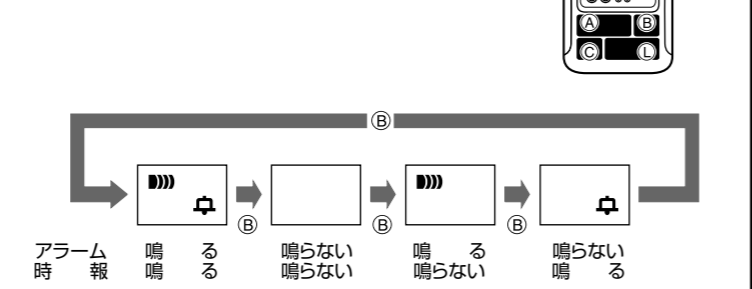 Ⓐ Ⓑ
Ⓒ Ⓛ
Ⓑ
Ⓑ Ⓑ Ⓑ
アラーム 鳴る 鳴らない 鳴る 鳴らない
時報 鳴る 鳴らない 鳴らない 鳴る